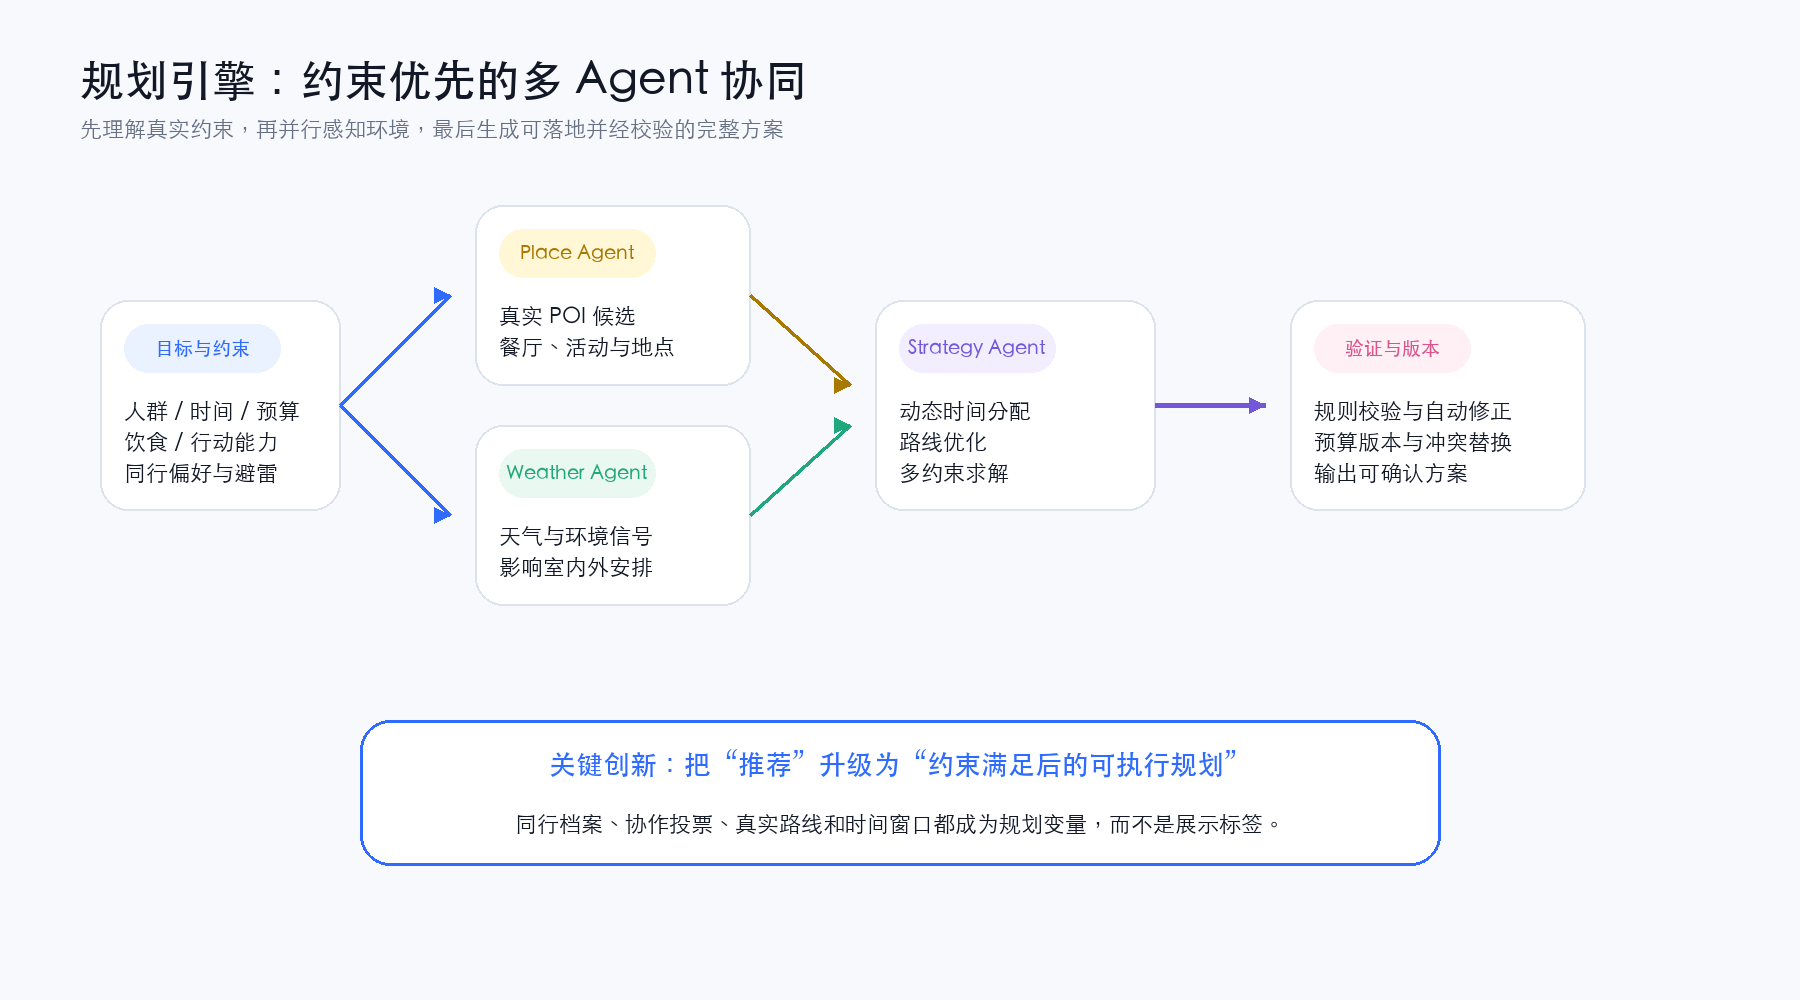 规划引擎：约束优先的多 Agent 协同
先理解真实约束，再并行感知环境，最后生成可落地并经校验的完整方案
目标与约束
人群 / 时间 / 预算
饮食 / 行动能力
同行偏好与避雷
Place Agent
真实 POI 候选
餐厅、活动与地点
Weather Agent
天气与环境信号
影响室内外安排
Strategy Agent
动态时间分配
路线优化
多约束求解
验证与版本
规则校验与自动修正
预算版本与冲突替换
输出可确认方案
关键创新：把“推荐”升级为“约束满足后的可执行规划”
同行档案、协作投票、真实路线和时间窗口都成为规划变量，而不是展示标签。